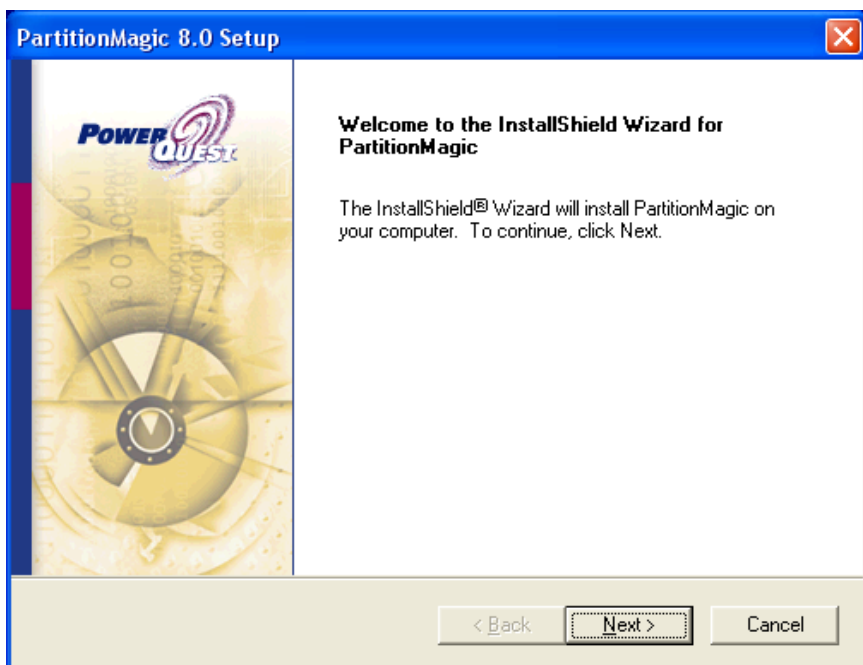 PartitionMagic 8.0 Setup
POWERQUEST
Welcome to the InstallShield Wizard for
PartitionMagic
The InstallShield® Wizard will install PartitionMagic on
your computer. To continue, click Next.
< Back
Next >
Cancel